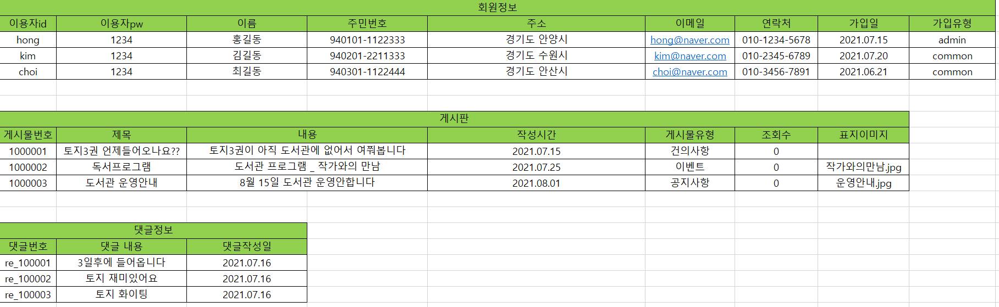 회원정보
이용자id 이용자pw 이름 주민번호 주소 이메일 연락처 가입일 가입유형
hong 1234 홍길동 940101-1122333 경기도 안양시 hong@naver.com 010-1234-5678 2021.07.15 admin
kim 1234 김길동 940201-2211333 경기도 수원시 kim@naver.com 010-2345-6789 2021.07.20 common
choi 1234 최길동 940301-1122444 경기도 안산시 choi@naver.com 010-3456-7891 2021.06.21 common
게시판
게시물번호 제목 내용 작성시간 게시물유형 조회수 표지이미지
1000001 토지3권 언제들어오나요?? 토지3권이 아직 도서관에 없어서 여쭤봅니다 2021.07.15 건의사항 0
1000002 독서프로그램 도서관 프로그램 _ 작가와의 만남 2021.07.25 이벤트 0 작가와의만남.jpg
1000003 도서관 운영안내 8월 15일 도서관 운영안합니다 2021.08.01 공지사항 0 운영안내.jpg
댓글정보
댓글번호 댓글 내용 댓글작성일
re_100001 3일후에 들어옵니다 2021.07.16
re_100002 토지 재미있어요 2021.07.16
re_100003 토지 화이팅 2021.07.16